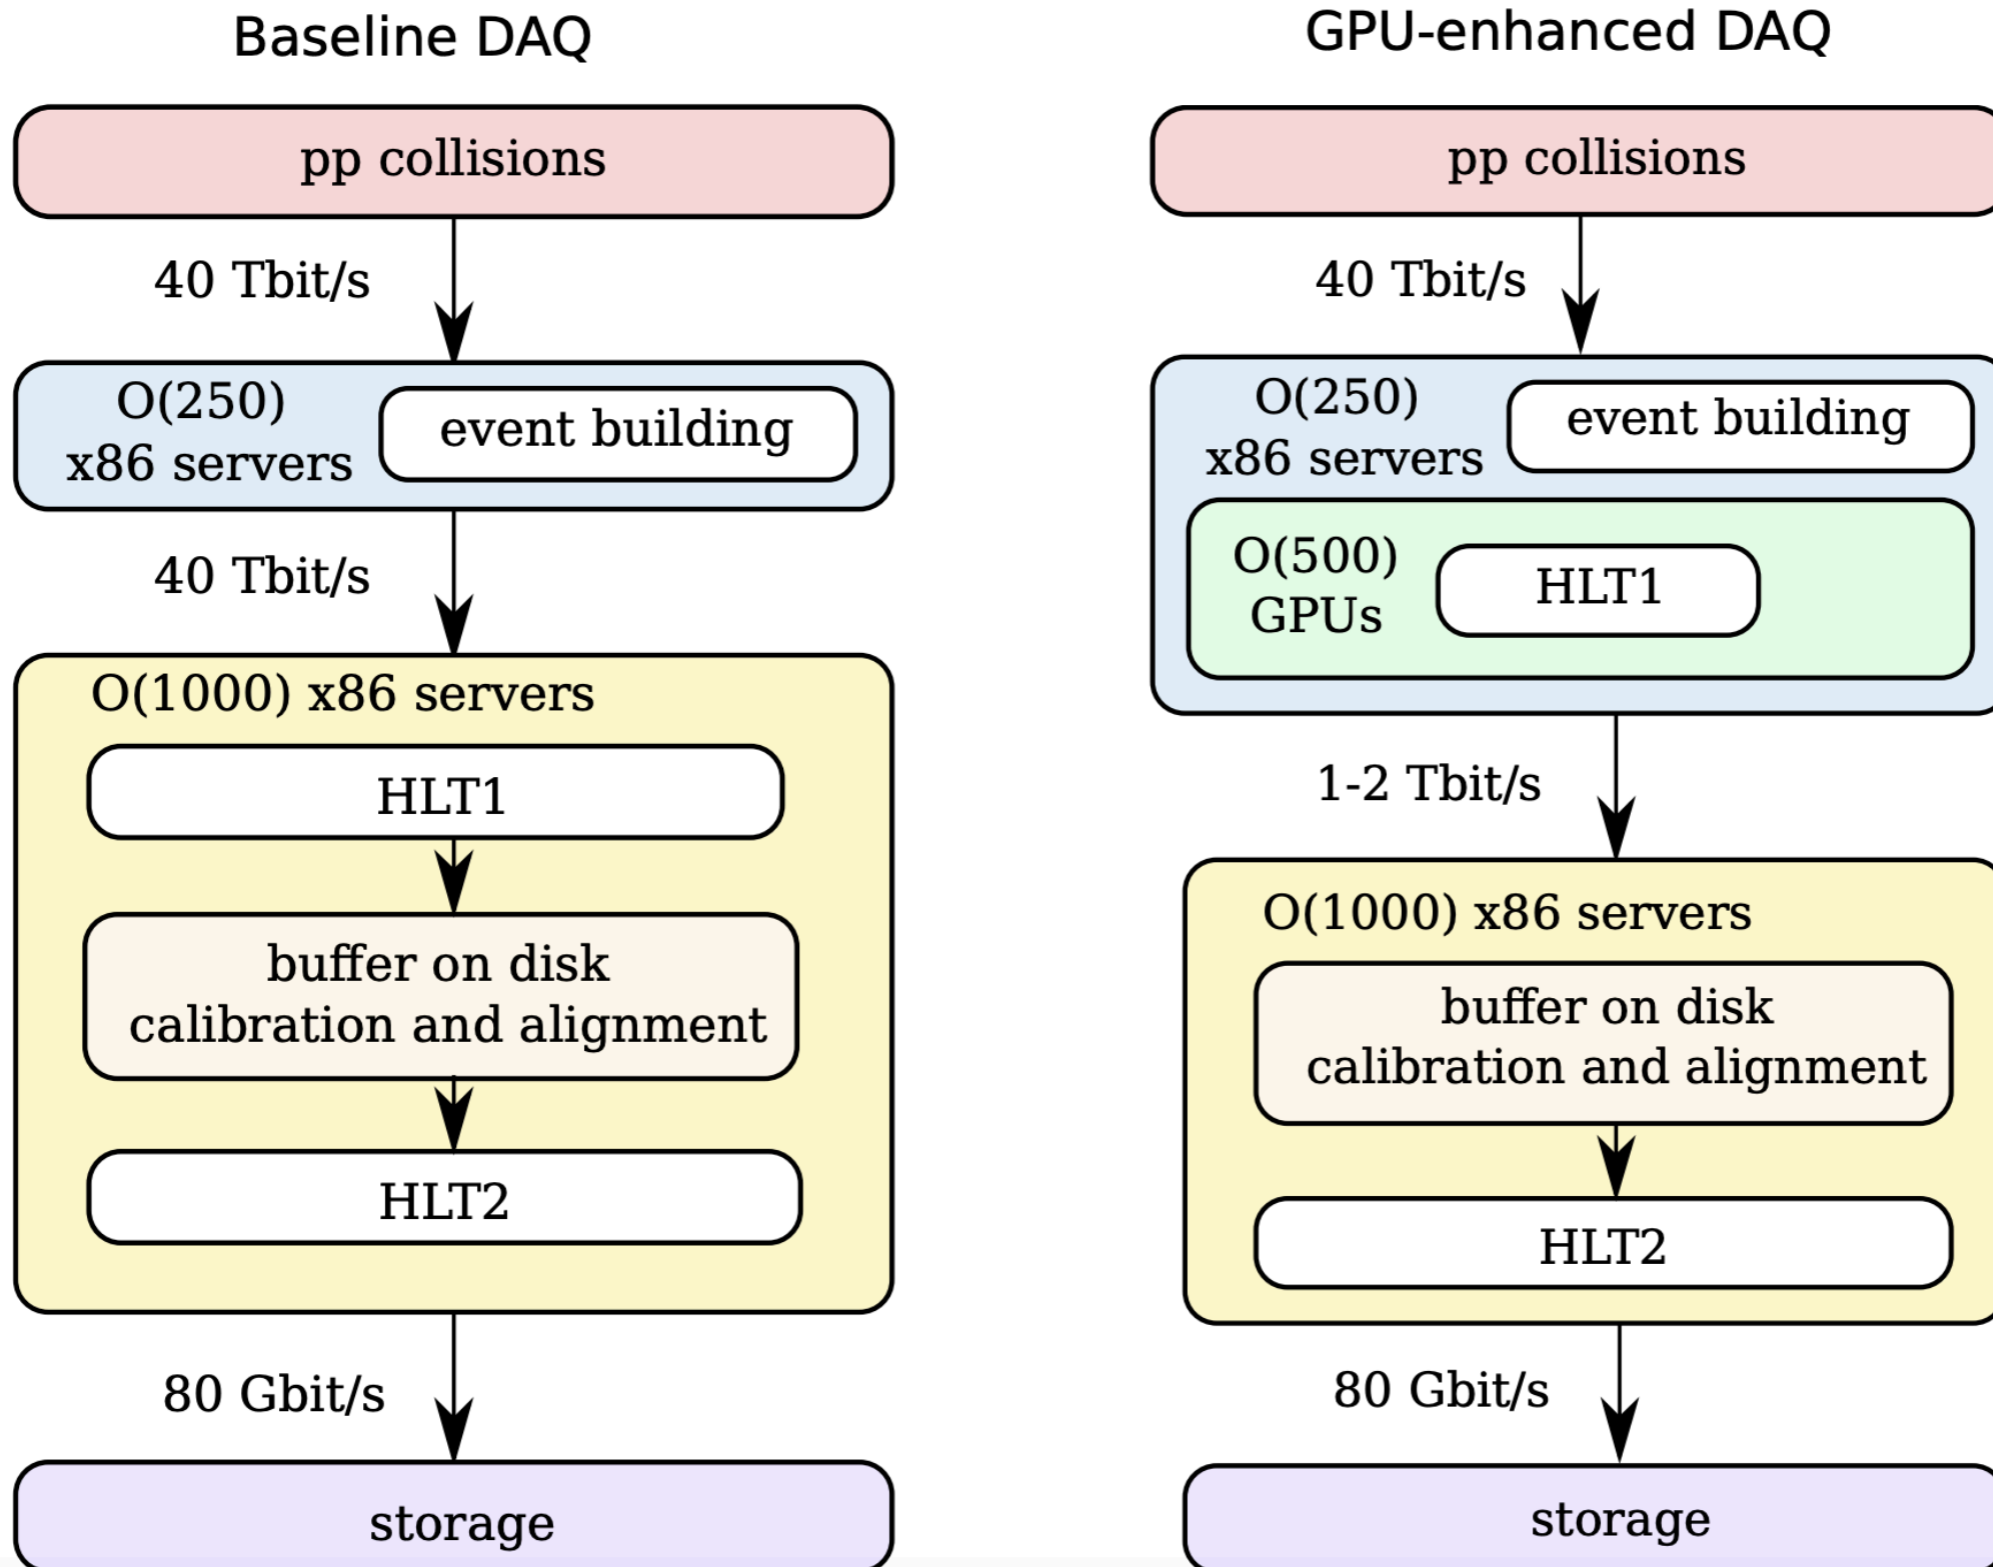 Baseline DAQ
pp collisions
40 Tbit/s
O(250)
x86 servers
event building
40 Tbit/s
O(1000) x86 servers
HLT1
buffer on disk
calibration and alignment
HLT2
80 Gbit/s
storage
GPU-enhanced DAQ
pp collisions
40 Tbit/s
O(250)
x86 servers
event building
O(500)
GPUs
HLT1
1-2 Tbit/s
O(1000) x86 servers
buffer on disk
calibration and alignment
HLT2
80 Gbit/s
storage